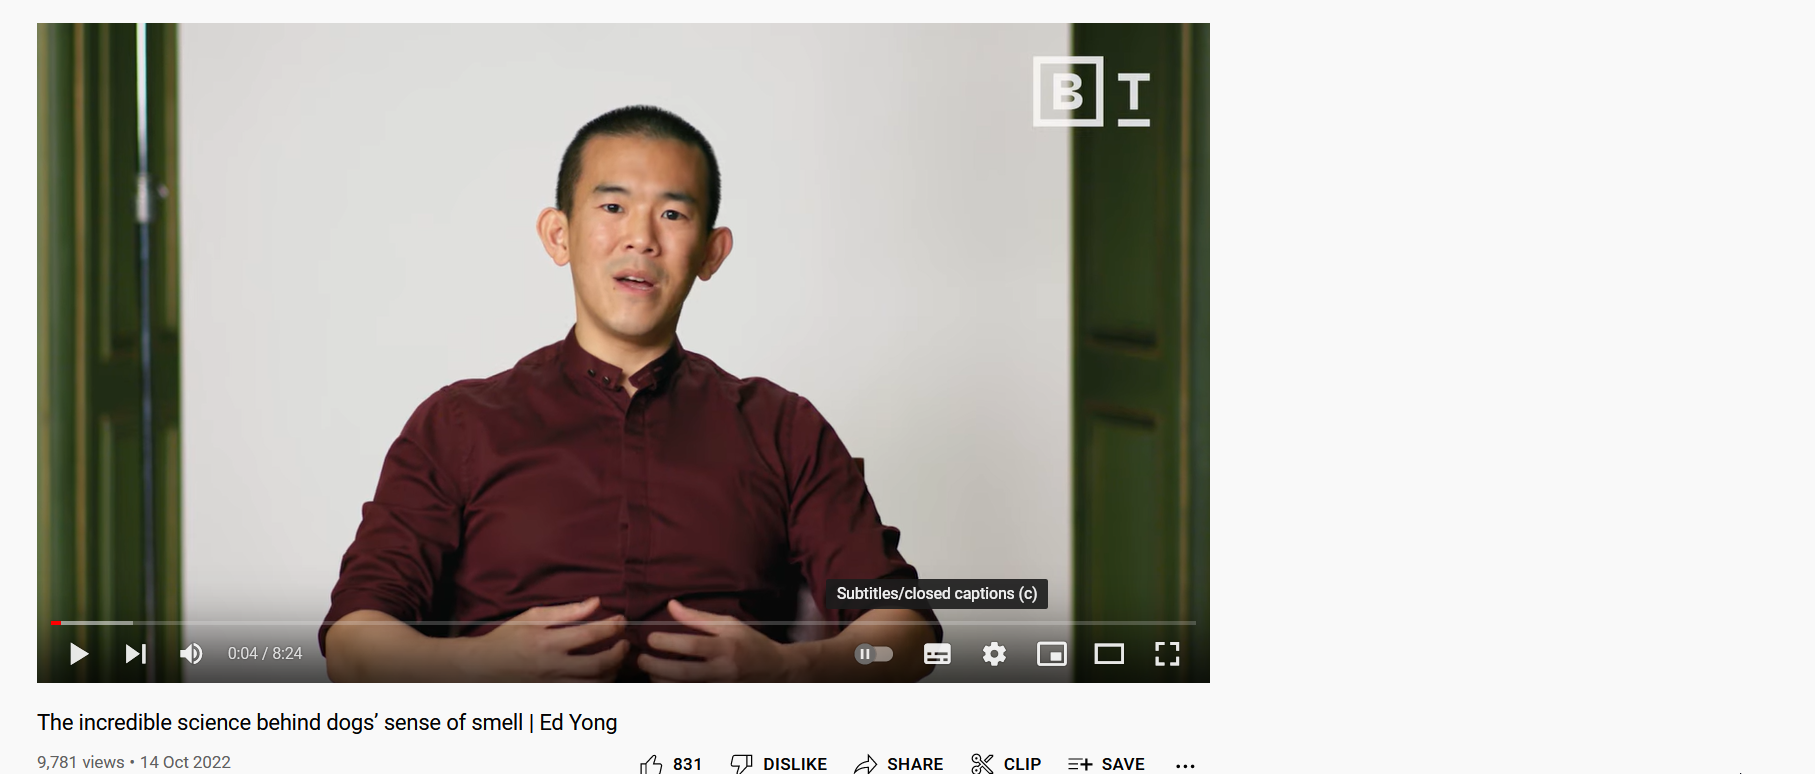 B T
Subtitles/closed captions (c)
0:04 / 8:24
The incredible science behind dogs’ sense of smell | Ed Yong
9,781 views • 14 Oct 2022
831 DISLIKE SHARE CLIP SAVE ...